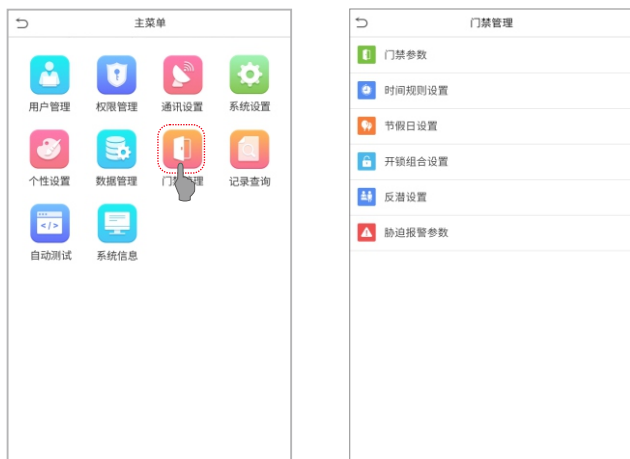 主菜单
用户管理 权限管理 通讯设置 系统设置
个性设置 数据管理 门禁管理 记录查询
自动测试 系统信息
门禁管理
门禁参数
时间规则设置
节假日设置
开锁组合设置
反潜设置
胁迫报警参数